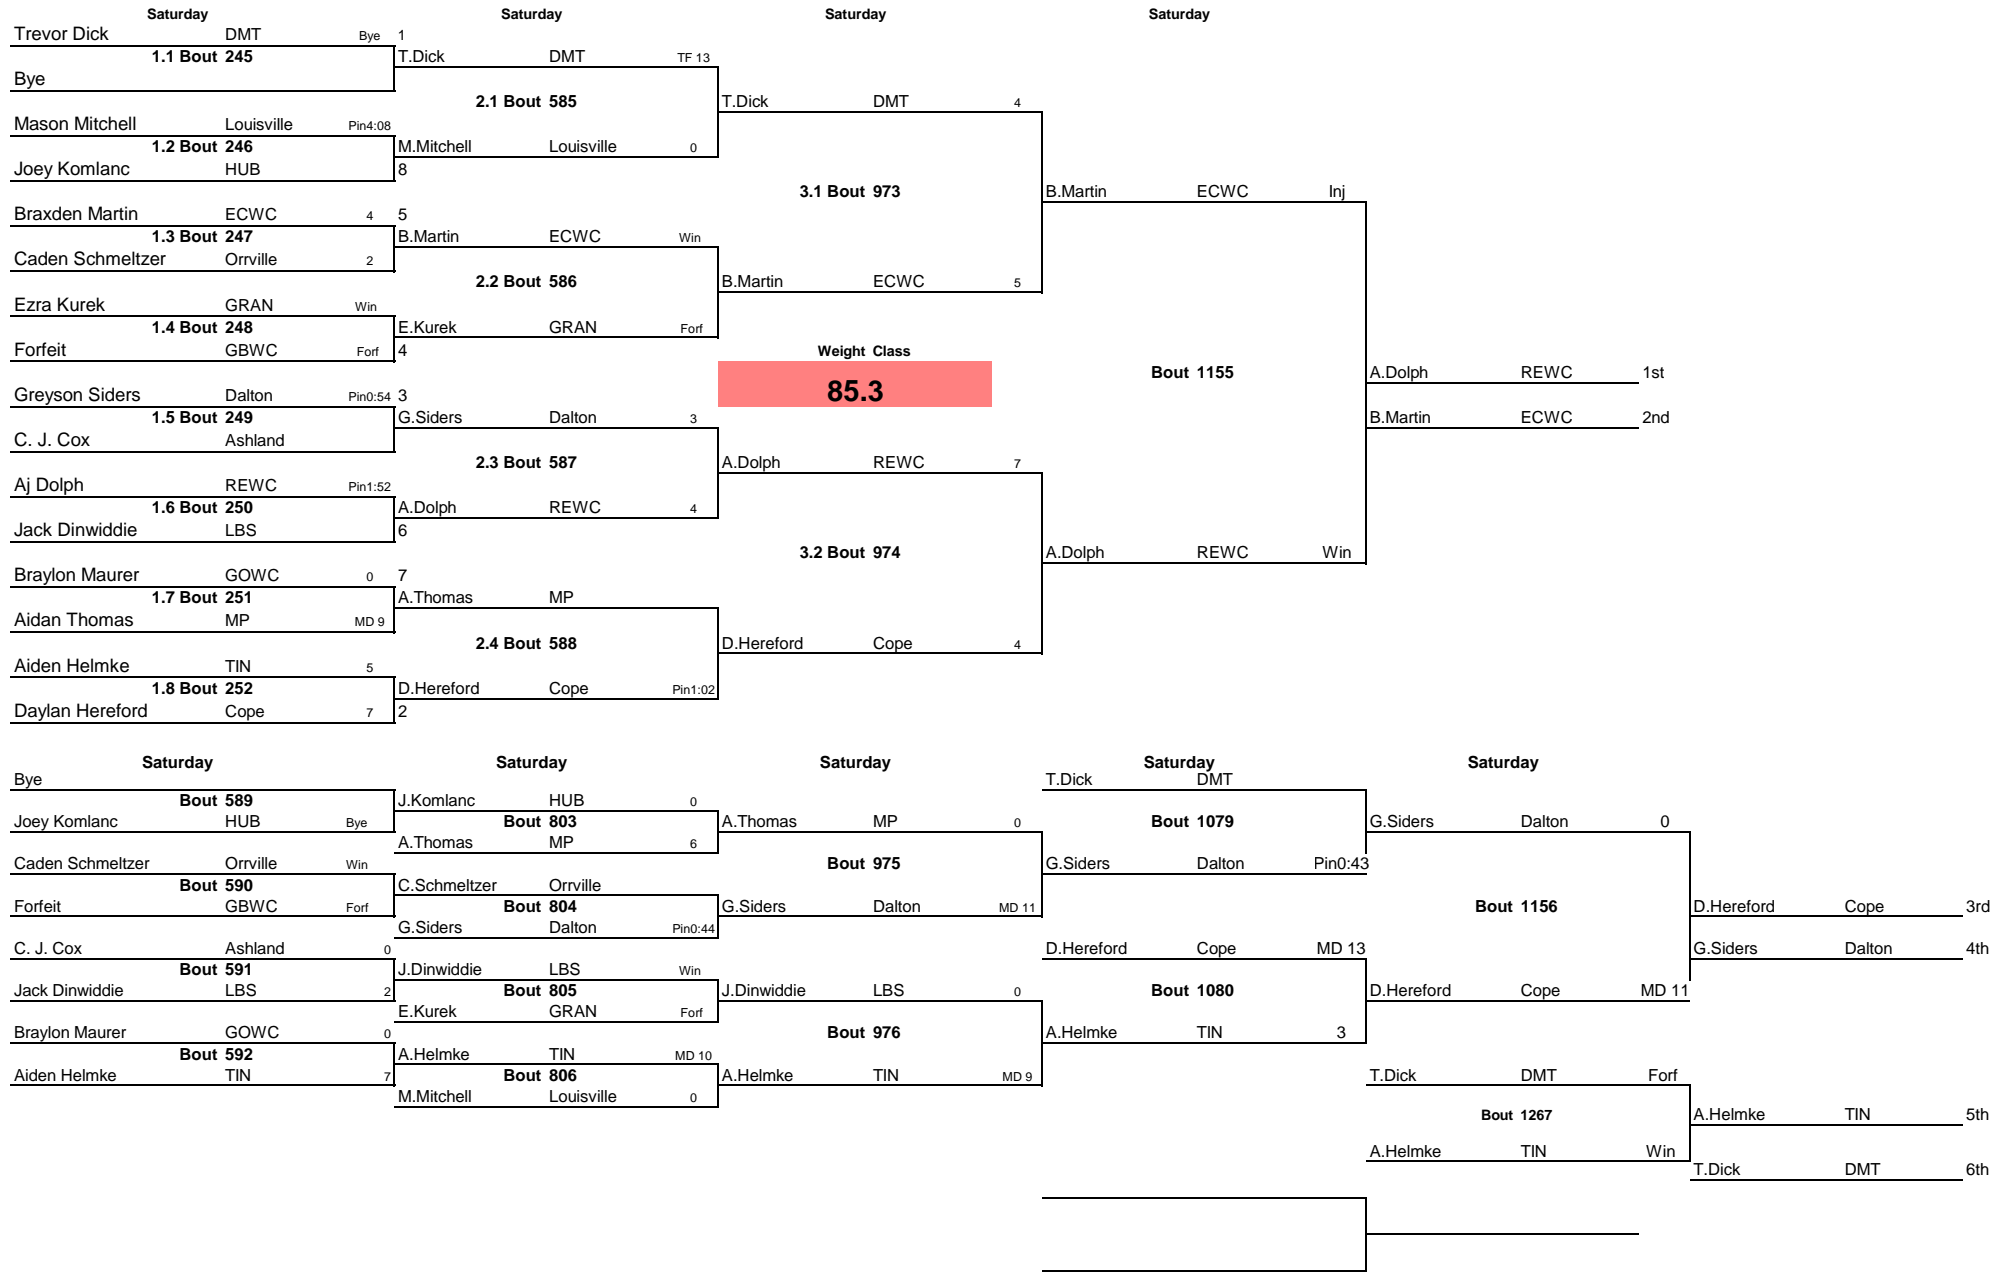 Saturday Saturday Saturday Saturday
Trevor Dick DMT Bye 1
1.1 Bout 245 T.Dick DMT TF 13
Bye
2.1 Bout 585 T.Dick DMT 4
Mason Mitchell Louisville Pin4:08
1.2 Bout 246 M.Mitchell Louisville 0
Joey Komlanc HUB 8
3.1 Bout 973 B.Martin ECWC Inj
Braxden Martin ECWC 4 5
1.3 Bout 247 B.Martin ECWC Win
Caden Schmeltzer Orrville 2
2.2 Bout 586 B.Martin ECWC 5
Ezra Kurek GRAN Win
1.4 Bout 248 E.Kurek GRAN Forf
Forfeit GBWC Forf 4 Weight Class
Bout 1155 A.Dolph REWC 1st
Greyson Siders Dalton Pin0:54 3 85.3
1.5 Bout 249 G.Siders Dalton 3 B.Martin ECWC 2nd
C. J. Cox Ashland
2.3 Bout 587 A.Dolph REWC 7
Aj Dolph REWC Pin1:52
1.6 Bout 250 A.Dolph REWC 4
Jack Dinwiddie LBS 6
3.2 Bout 974 A.Dolph REWC Win
Braylon Maurer GOWC 0 7
1.7 Bout 251 A.Thomas MP
Aidan Thomas MP MD 9
2.4 Bout 588 D.Hereford Cope 4
Aiden Helmke TIN 5
1.8 Bout 252 D.Hereford Cope Pin1:02
Daylan Hereford Cope 7 2
Saturday Saturday Saturday Saturday Saturday
Bye T.Dick DMT
Bout 589 J.Komlanc HUB 0
Joey Komlanc HUB Bye Bout 803 A.Thomas MP 0 Bout 1079 G.Siders Dalton 0
A.Thomas MP 6
Caden Schmeltzer Orrville Win Bout 975 G.Siders Dalton Pin0:43
Bout 590 C.Schmeltzer Orrville
Forfeit GBWC Forf Bout 804 G.Siders Dalton MD 11 Bout 1156 D.Hereford Cope 3rd
G.Siders Dalton Pin0:44
C. J. Cox Ashland 0 D.Hereford Cope MD 13 G.Siders Dalton 4th
Bout 591 J.Dinwiddie LBS Win
Jack Dinwiddie LBS 2 Bout 805 J.Dinwiddie LBS 0 Bout 1080 D.Hereford Cope MD 11
E.Kurek GRAN Forf
Braylon Maurer GOWC 0 Bout 976 A.Helmke TIN 3
Bout 592 A.Helmke TIN MD 10
Aiden Helmke TIN 7 Bout 806 A.Helmke TIN MD 9 T.Dick DMT Forf
M.Mitchell Louisville 0
Bout 1267 A.Helmke TIN 5th
A.Helmke TIN Win
T.Dick DMT 6th